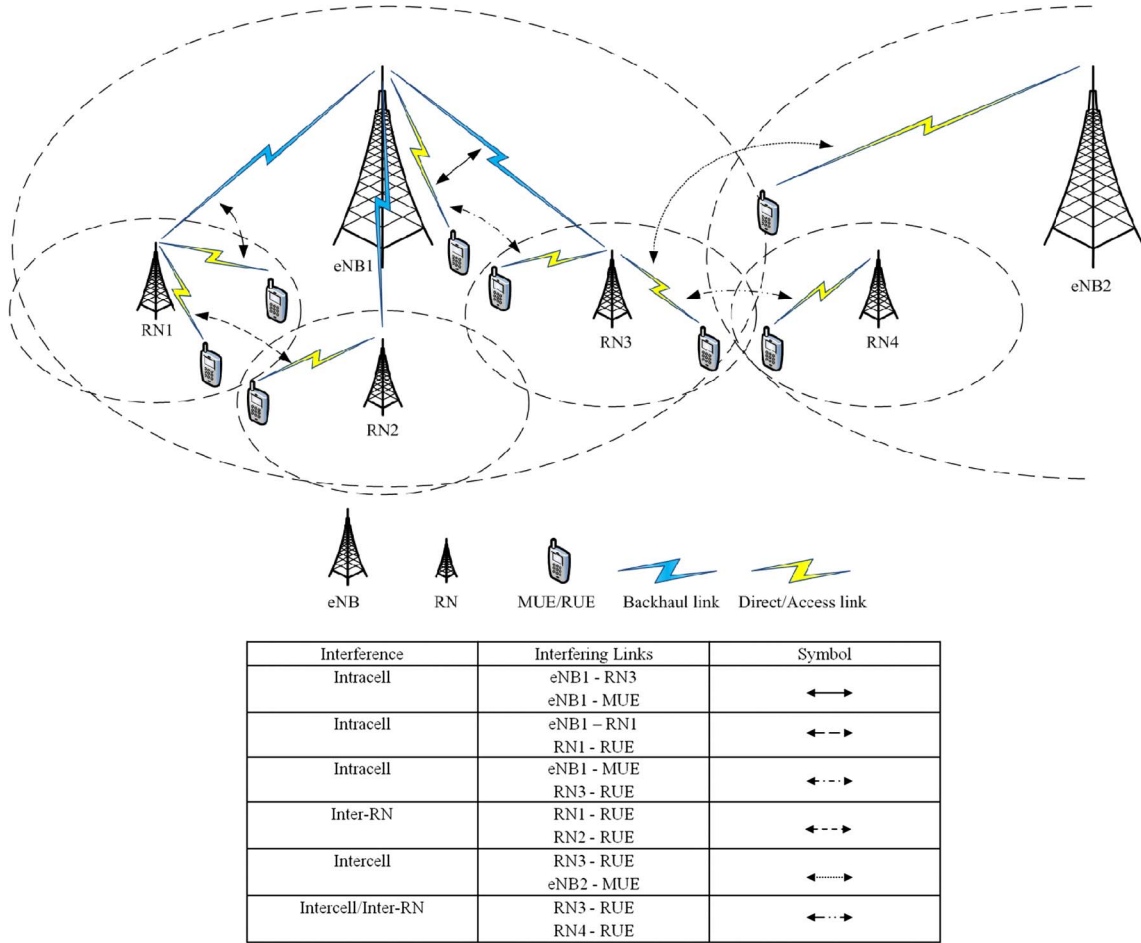 eNB1
eNB2
RN1
RN3
RN4
RN2
eNB
RN
MUE/RUE
Backhaul link
Direct/Access link
Interference Interfering Links Symbol
Intracell eNB1 - RN3
eNB1 - MUE
Intracell eNB1 – RN1
RN1 - RUE
Intracell eNB1 - MUE
RN3 - RUE
Inter-RN RN1 - RUE
RN2 - RUE
Intercell RN3 - RUE
eNB2 - MUE
Intercell/Inter-RN RN3 - RUE
RN4 - RUE